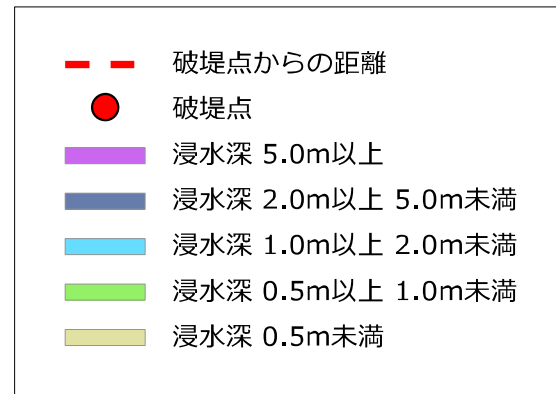 破堤点からの距離
破堤点
浸水深 5.0m以上
浸水深 2.0m以上 5.0m未満
浸水深 1.0m以上 2.0m未満
浸水深 0.5m以上 1.0m未満
浸水深 0.5m未満